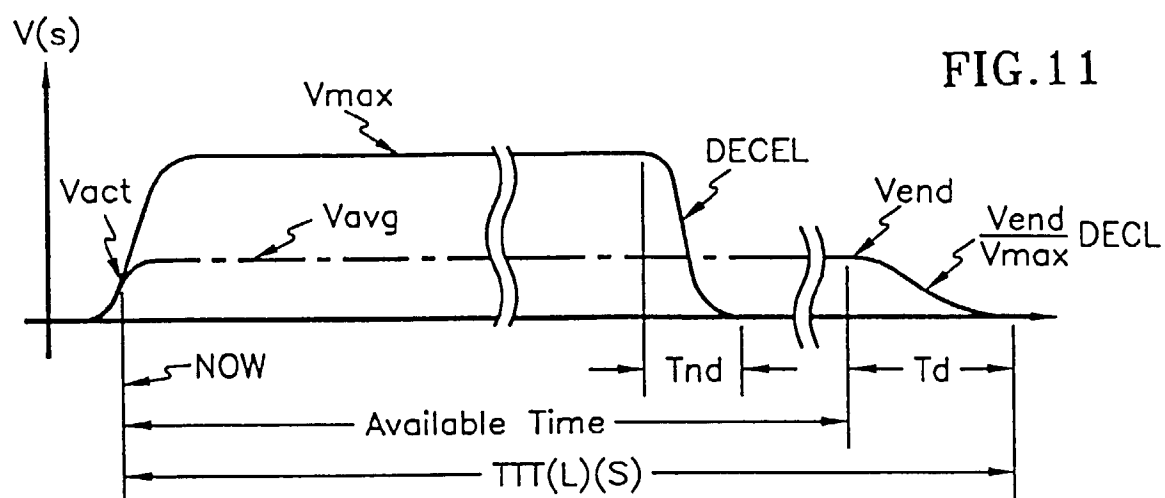 V(s)
FIG.11
Vmax
DECEL
Vact
Vavg
Vend
Vend
Vmax DECL
NOW
Tnd
Td
Available Time
TTT(L)(S)